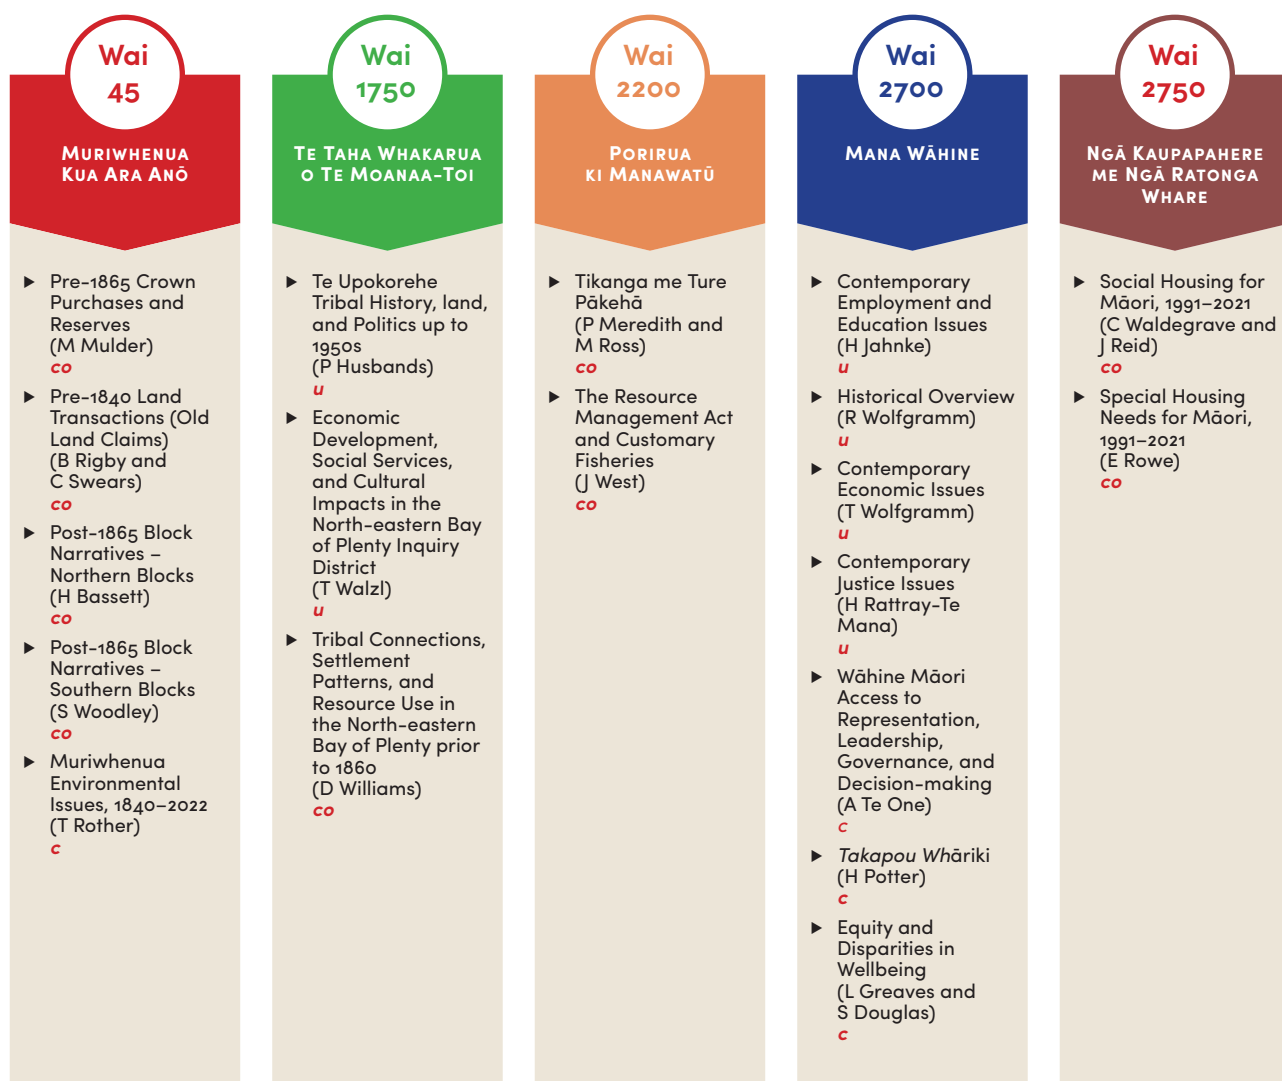 Wai
45
MURIWHENUA
KUA ARA ANŌ
▶ Pre-1865 Crown
Purchases and
Reserves
(M Mulder)
co
▶ Pre-1840 Land
Transactions (Old
Land Claims)
(B Rigby and
C Swears)
co
▶ Post-1865 Block
Narratives –
Northern Blocks
(H Bassett)
co
▶ Post-1865 Block
Narratives –
Southern Blocks
(S Woodley)
co
▶ Muriwhenua
Environmental
Issues, 1840–2022
(T Rother)
c
Wai
1750
TE TAHA WHAKARUA
O TE MOANAA-TOI
▶ Te Upokorehe
Tribal History, land,
and Politics up to
1950s
(P Husbands)
u
▶ Economic
Development,
Social Services,
and Cultural
Impacts in the
North-eastern Bay
of Plenty Inquiry
District
(T Walzl)
u
▶ Tribal Connections,
Settlement
Patterns, and
Resource Use in
the North-eastern
Bay of Plenty prior
to 1860
(D Williams)
co
Wai
2200
PORIRUA
KI MANAWATŪ
▶ Tikanga me Ture
Pākehā
(P Meredith and
M Ross)
co
▶ The Resource
Management Act
and Customary
Fisheries
(J West)
co
Wai
2700
MANA WĀHINE
▶ Contemporary
Employment and
Education Issues
(H Jahnke)
u
▶ Historical Overview
(R Wolfgramm)
u
▶ Contemporary
Economic Issues
(T Wolfgramm)
u
▶ Contemporary
Justice Issues
(H Rattray-Te
Mana)
u
▶ Wāhine Māori
Access to
Representation,
Leadership,
Governance, and
Decision-making
(A Te One)
c
▶ Takapou Whāriki
(H Potter)
c
▶ Equity and
Disparities in
Wellbeing
(L Greaves and
S Douglas)
c
Wai
2750
NGĀ KAUPAPAHERE
ME NGĀ RATONGA
WHARE
▶ Social Housing for
Māori, 1991–2021
(C Waldegrave and
J Reid)
co
▶ Special Housing
Needs for Māori,
1991–2021
(E Rowe)
co